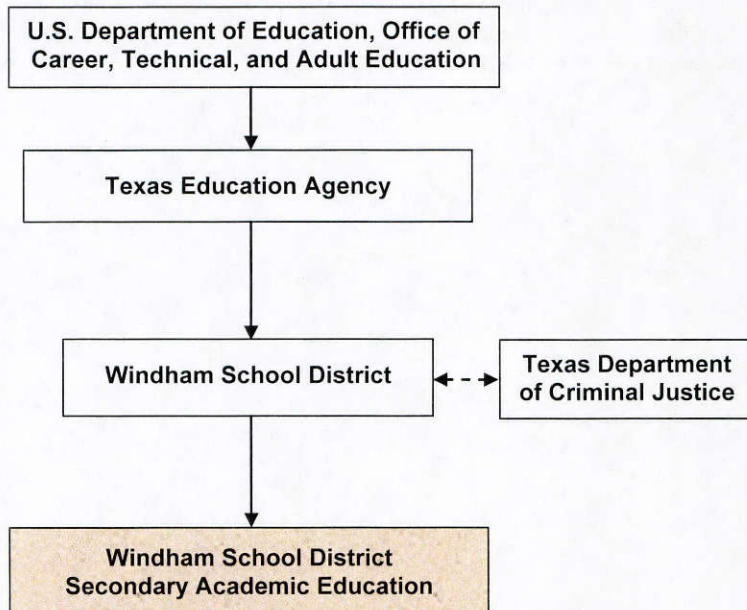 U.S. Department of Education, Office of
Career, Technical, and Adult Education
Texas Education Agency
Windham School District
Texas Department
of Criminal Justice
Windham School District
Secondary Academic Education